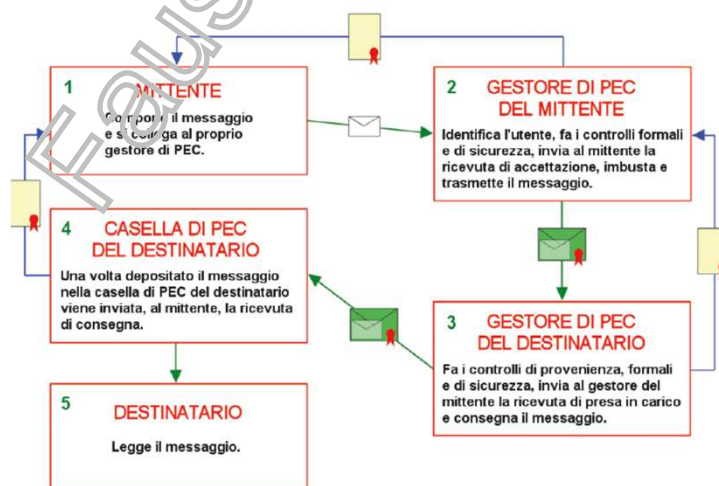 Faus
1
MITTENTE
Componi il messaggio
e si collega al proprio
gestore di PEC.
2
GESTORE DI PEC
DEL MITTENTE
Identifica l'utente, fa i controlli formali
e di sicurezza, invia al mittente la
ricevuta di accettazione, imbusta e
trasmette il messaggio.
4
CASELLA DI PEC
DEL DESTINATARIO
Una volta depositato il messaggio
nella casella di PEC del destinatario
viene inviata, al mittente, la ricevuta
di consegna.
3
GESTORE DI PEC
DEL DESTINATARIO
Fa i controlli di provenienza, formali
e di sicurezza, invia al gestore del
mittente la ricevuta di presa in carico
e consegna il messaggio.
5
DESTINATARIO
Legge il messaggio.